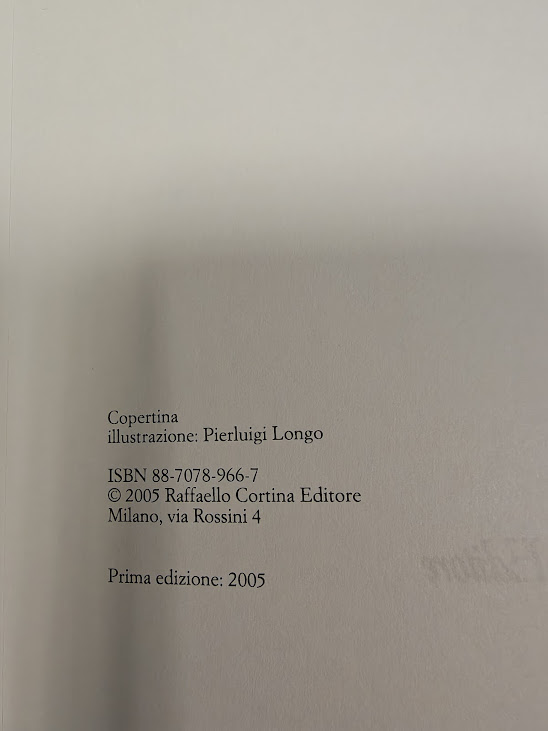 Copertina
illustrazione: Pierluigi Longo
ISBN 88-7078-966-7
© 2005 Raffaello Cortina Editore
Milano, via Rossini 4
Prima edizione: 2005
Editore